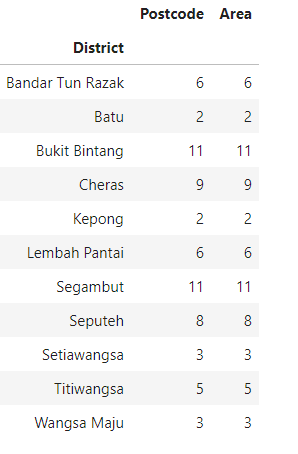 Postcode Area
District
Bandar Tun Razak 6 6
Batu 2 2
Bukit Bintang 11 11
Cheras 9 9
Kepong 2 2
Lembah Pantai 6 6
Segambut 11 11
Seputeh 8 8
Setiawangsa 3 3
Titiwangsa 5 5
Wangsa Maju 3 3